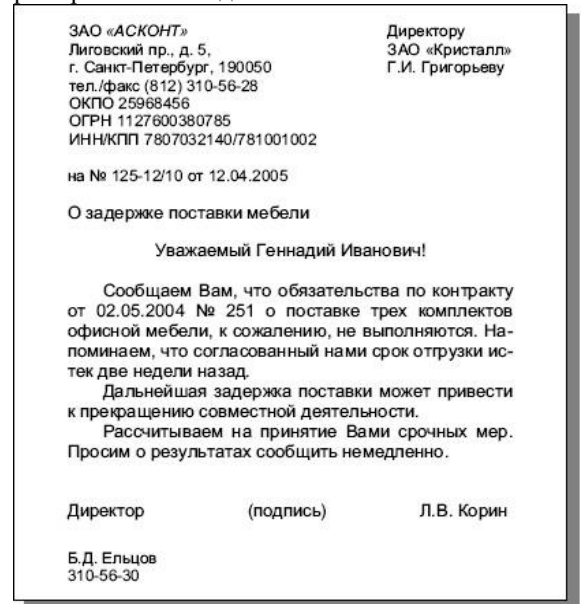 ЗАО «АСКОНТ»
Лиговский пр., д. 5,
г. Санкт-Петербург, 190050
тел./факс (812) 310-56-28
ОКПО 25968456
ОГРН 1127600380785
ИНН/КПП 7807032140/781001002
Директору
ЗАО «Кристалл»
Г.И. Григорьеву
на № 125-12/10 от 12.04.2005
О задержке поставки мебели
Уважаемый Геннадий Иванович!
Сообщаем Вам, что обязательства по контракту
от 02.05.2004 № 251 о поставке трех комплектов
офисной мебели, к сожалению, не выполняются. На-
поминаем, что согласованный нами срок отгрузки ис-
тек две недели назад.
Дальнейшая задержка поставки может привести
к прекращению совместной деятельности.
Рассчитываем на принятие Вами срочных мер.
Просим о результатах сообщить немедленно.
Директор (подпись) Л.В. Корин
Б.Д. Ельцов
310-56-30